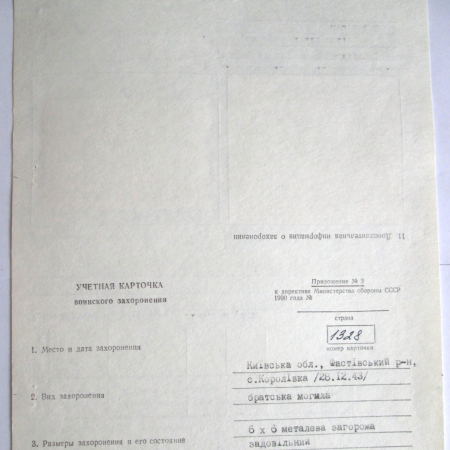 11. Дополнительная информация о захоронении
УЧЕТНАЯ КАРТОЧКА
воинского захоронения
Приложение № 3
к директиве Министерства обороны СССР
1990 года №
страна
1328
номер карточки
1. Место и дата захоронения
Київська обл., Фастівський р-н,
с.Королівка /28.12.43/
2. Вид захоронения
братська могила
3. Размеры захоронения и его состояние
6 х 6 металева загорожа
задовільний